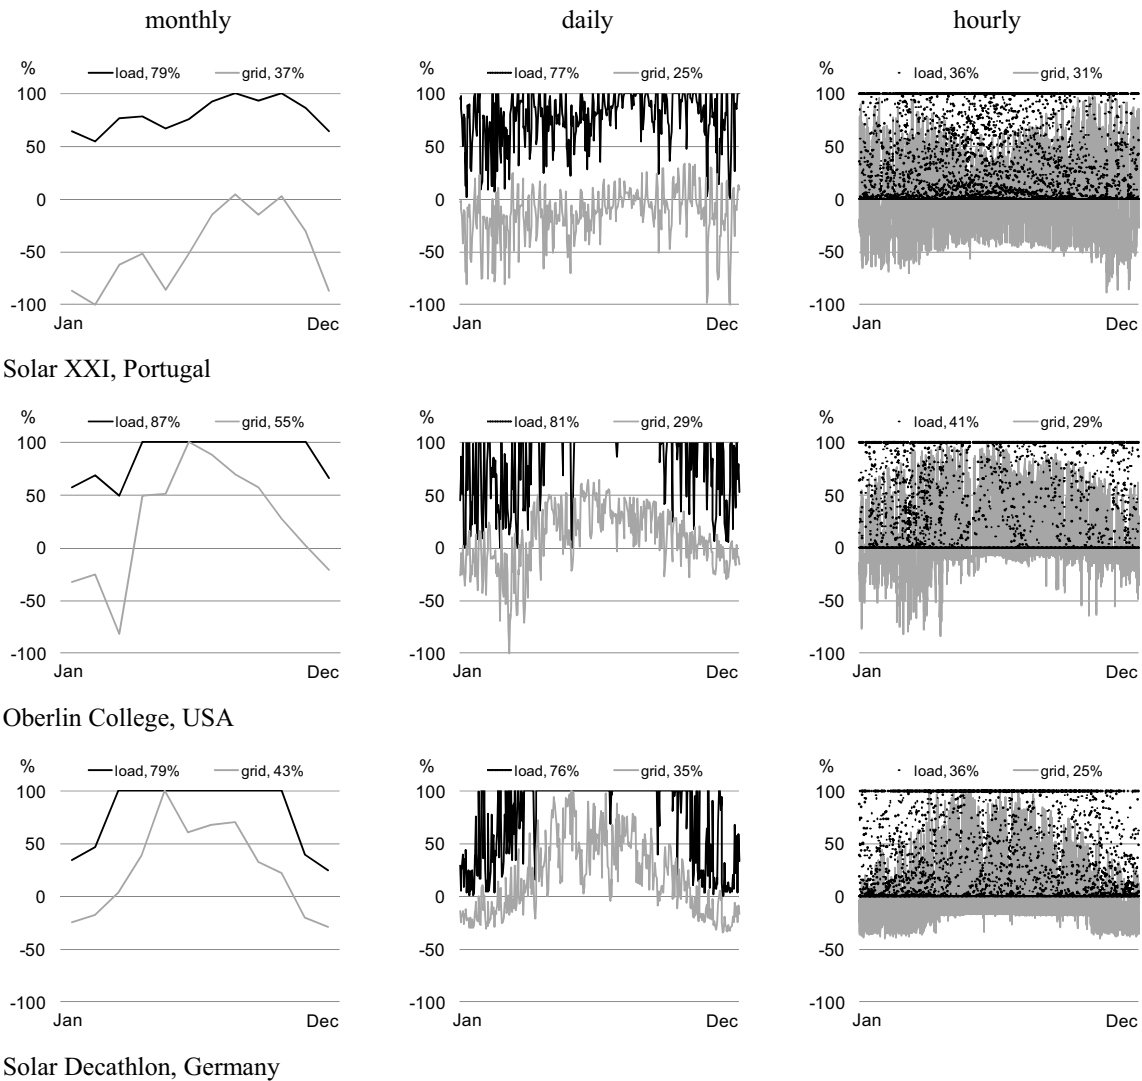 monthly daily hourly
% load, 79% grid, 37% % load, 77% grid, 25% % load, 36% grid, 31%
100 100 100
50 50 50
0 0 0
-50 -50 -50
-100 -100 -100
Jan Dec Jan Dec Jan Dec
Solar XXI, Portugal
% load, 87% grid, 55% % load, 81% grid, 29% % load, 41% grid, 29%
100 100 100
50 50 50
0 0 0
-50 -50 -50
-100 -100 -100
Jan Dec Jan Dec Jan Dec
Oberlin College, USA
% load, 79% grid, 43% % load, 76% grid, 35% % load, 36% grid, 25%
100 100 100
50 50 50
0 0 0
-50 -50 -50
-100 -100 -100
Jan Dec Jan Dec Jan Dec
Solar Decathlon, Germany